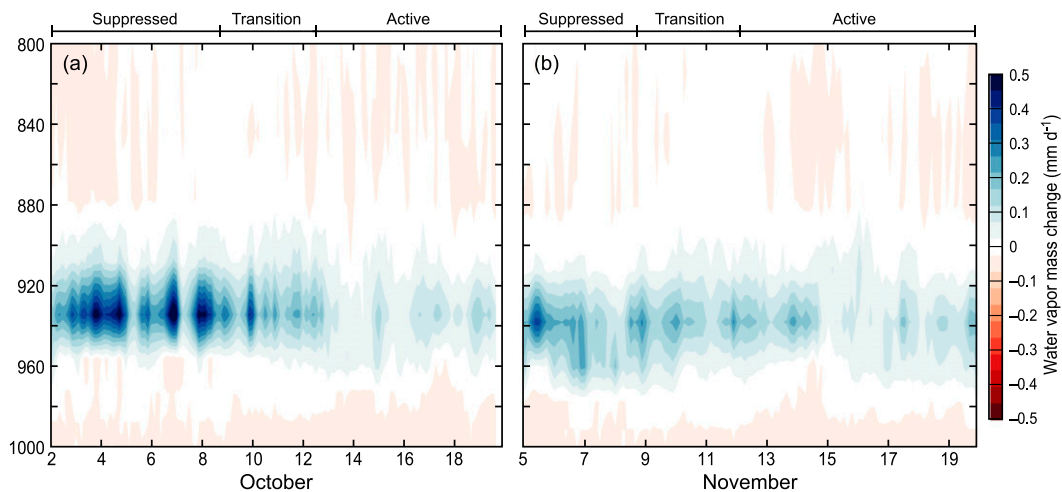 Suppressed Transition Active Suppressed Transition Active
(a) (b)
800
840
880
920
960
1000
2 4 6 8 10 12 14 16 18
October
5 7 9 11 13 15 17 19
November
0.5
0.4
0.3
0.2
0.1
0
−0.1
−0.2
−0.3
−0.4
−0.5
Water vapor mass change (mm d⁻¹)